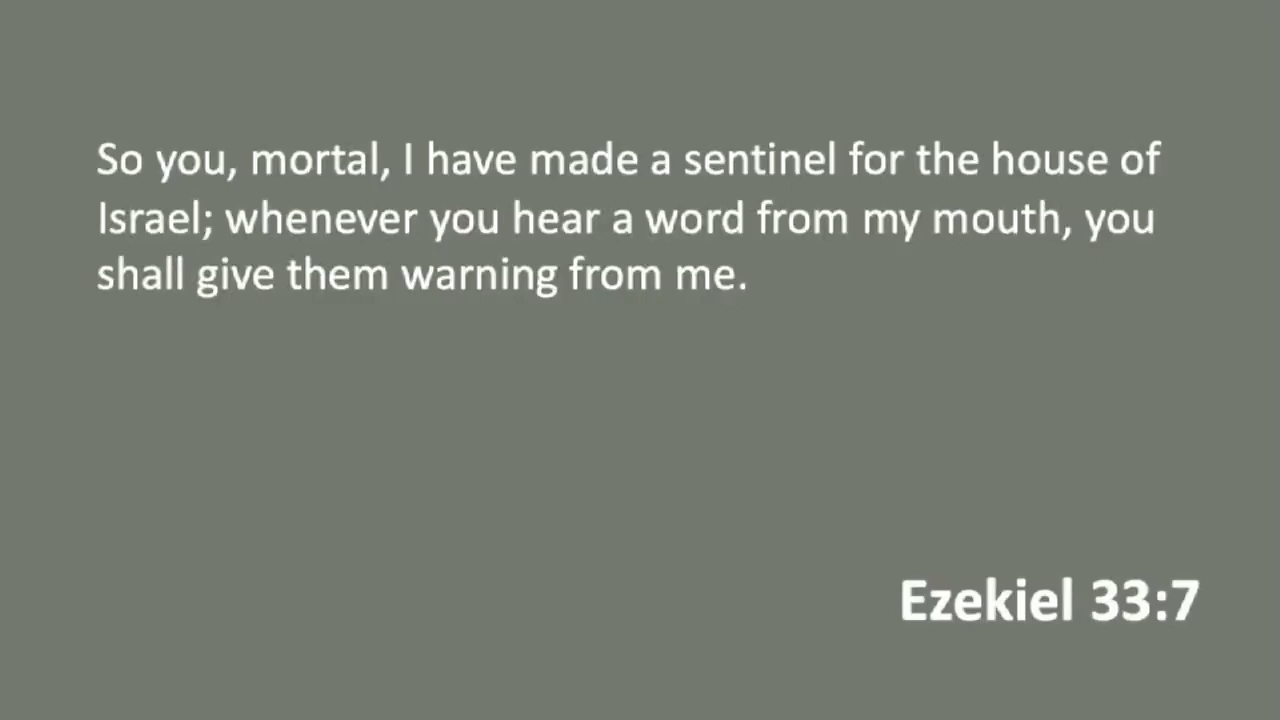 So you, mortal, I have made a sentinel for the house of
Israel; whenever you hear a word from my mouth, you
shall give them warning from me.
Ezekiel 33:7